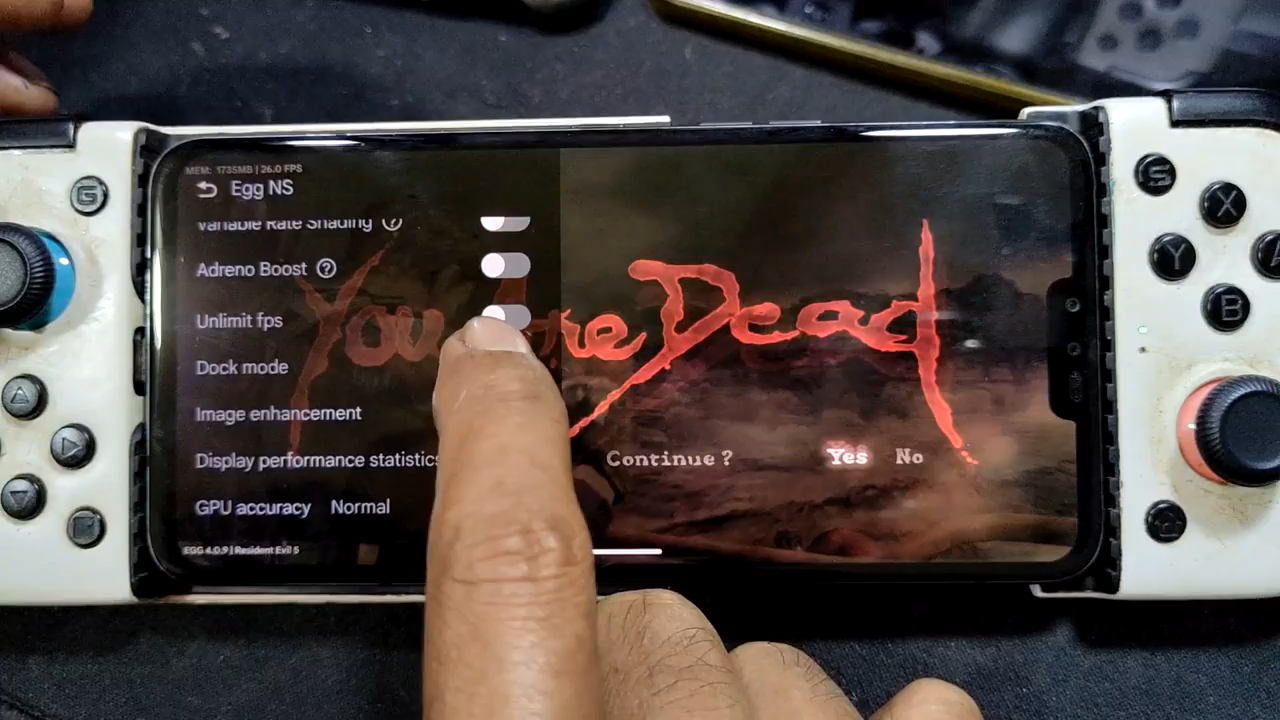 MEM: 1735MB | 26.0 FPS
Egg NS
Variable Rate Shading ?
Adreno Boost ?
Unlimit fps
Dock mode
Image enhancement
Display performance statistics
GPU accuracy Normal
EGG 4.0.9 | Resident Evil 5
You Are Dead
Continue? Yes No
G
S
X
Y
A
B